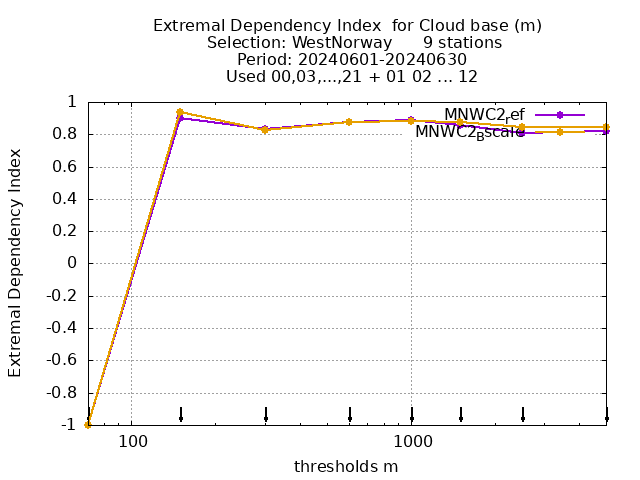 Extremal Dependency Index  for Cloud base (m)
Selection: WestNorway      9 stations
Period: 20240601-20240630
Used 00,03,...,21 + 01 02 ... 12
MNWC2ref
MNWC2Bscale
1
0.8
0.6
0.4
0.2
0
-0.2
-0.4
-0.6
-0.8
-1
Extremal Dependency Index
100
1000
thresholds m